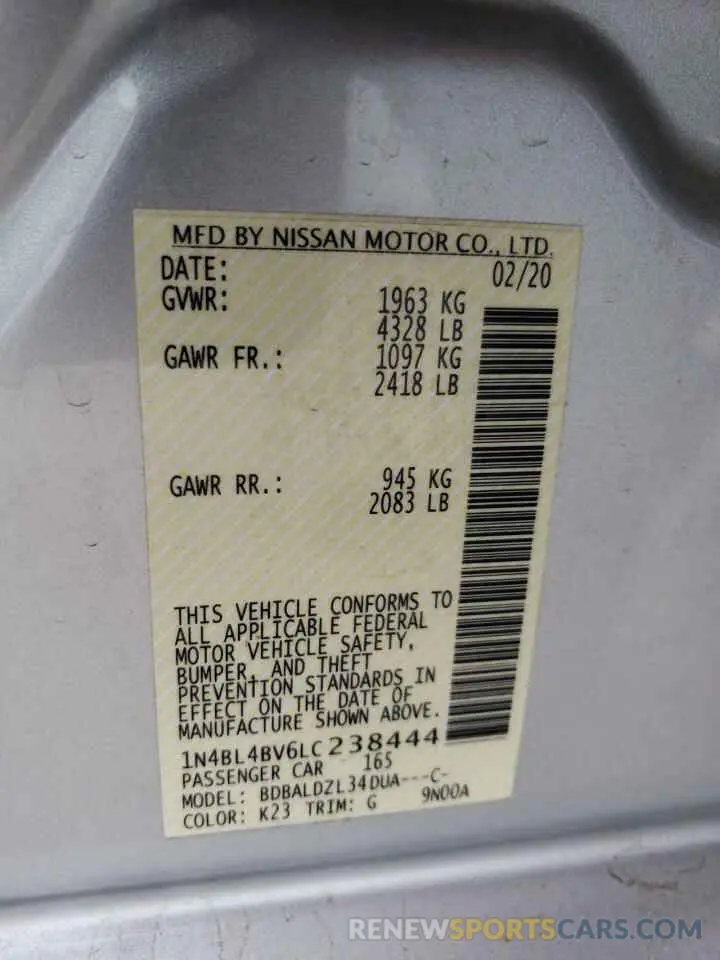 MFD BY NISSAN MOTOR CO., LTD.
DATE: 02/20
GVWR: 1963 KG
4328 LB
GAWR FR.: 1097 KG
2418 LB
GAWR RR.: 945 KG
2083 LB
THIS VEHICLE CONFORMS TO
ALL APPLICABLE FEDERAL
MOTOR VEHICLE SAFETY,
BUMPER, AND THEFT
PREVENTION STANDARDS IN
EFFECT ON THE DATE OF
MANUFACTURE SHOWN ABOVE.
1N4BL4BV6LC238444
PASSENGER CAR 165
MODEL: BDBALDZL34DUA---C-
COLOR: K23 TRIM: G 9N00A
RENEWSPORTSCARS.COM